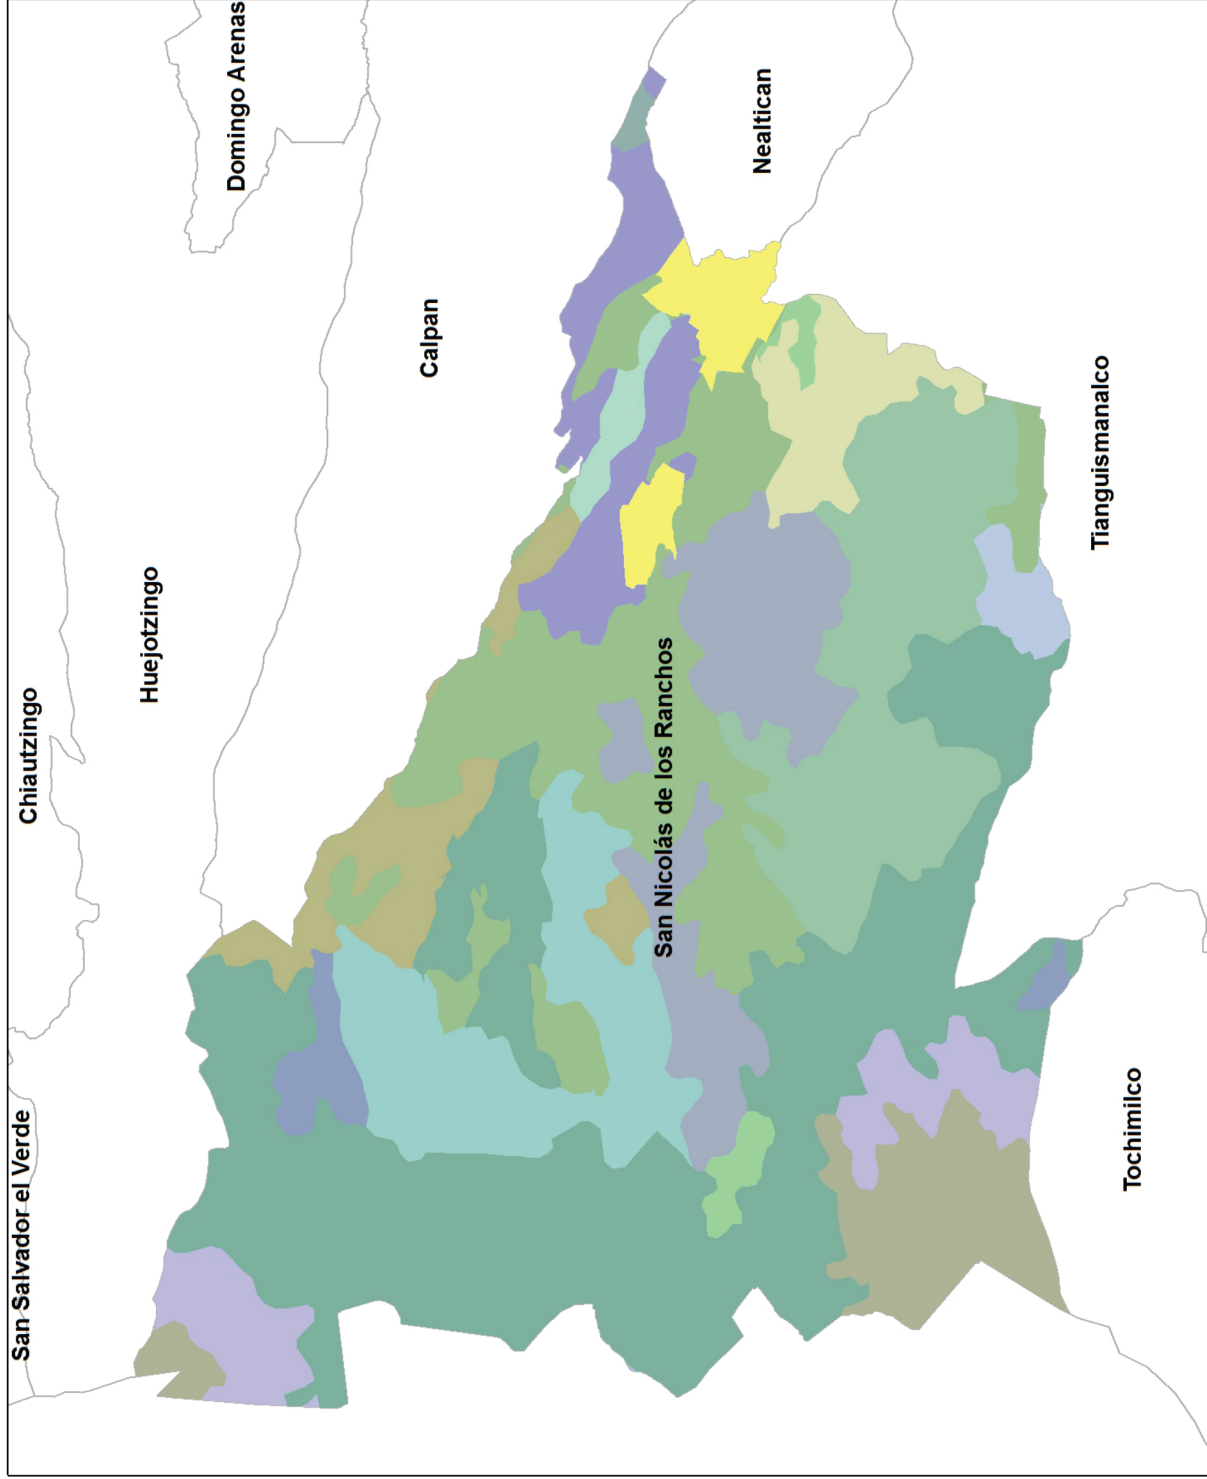 San Salvador el Verde
Chiautzingo
Huejotzingo
Domingo Arenas
Calpan
San Nicolás de los Ranchos
Nealtican
Tianguismanalco
Tochimilco